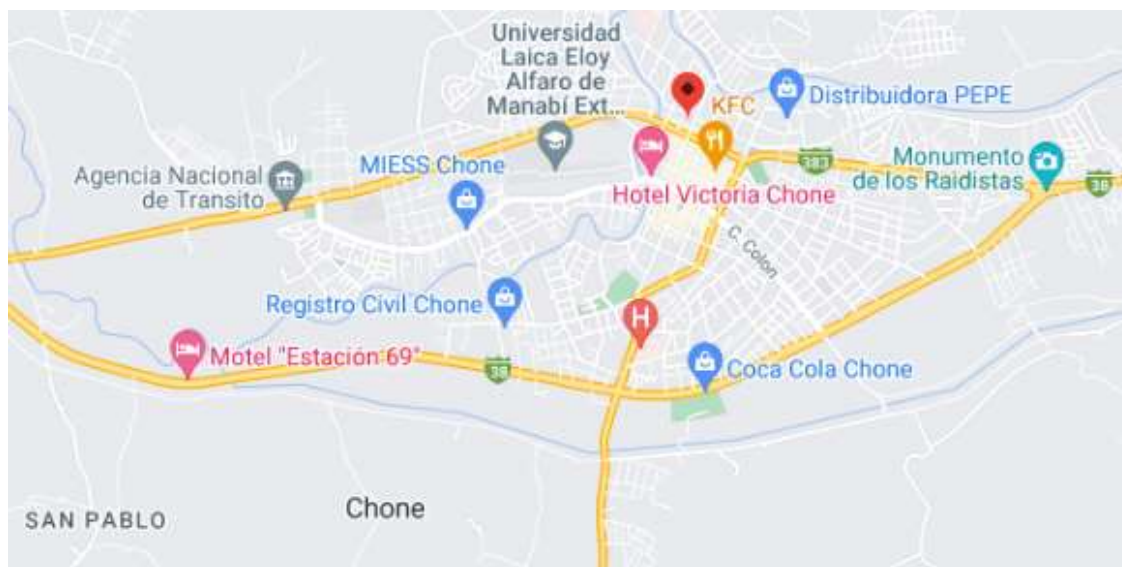 Universidad
Laica Eloy
Alfaro de
Manabí Ext...
KFC
Distribuidora PEPE
MIESS Chone
383
Monumento
de los Raidistas
38
Agencia Nacional
de Transito
Hotel Victoria Chone
C. Colon
Registro Civil Chone
H
Motel "Estación 69"
38
Coca Cola Chone
Chone
SAN PABLO